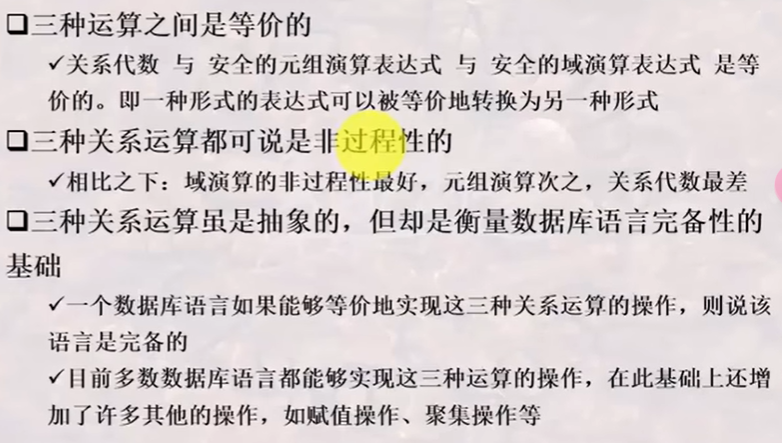 ❑三种运算之间是等价的
✓关系代数 与 安全的元组演算表达式 与 安全的域演算表达式 是等
价的。即一种形式的表达式可以被等价地转换为另一种形式
❑三种关系运算都可说是非过程性的
✓相比之下：域演算的非过程性最好，元组演算次之，关系代数最差
❑三种关系运算虽是抽象的，但却是衡量数据库语言完备性的
基础
✓一个数据库语言如果能够等价地实现这三种关系运算的操作，则说该
语言是完备的
✓目前多数数据库语言都能够实现这三种运算的操作，在此基础上还增
加了许多其他的操作，如赋值操作、聚集操作等